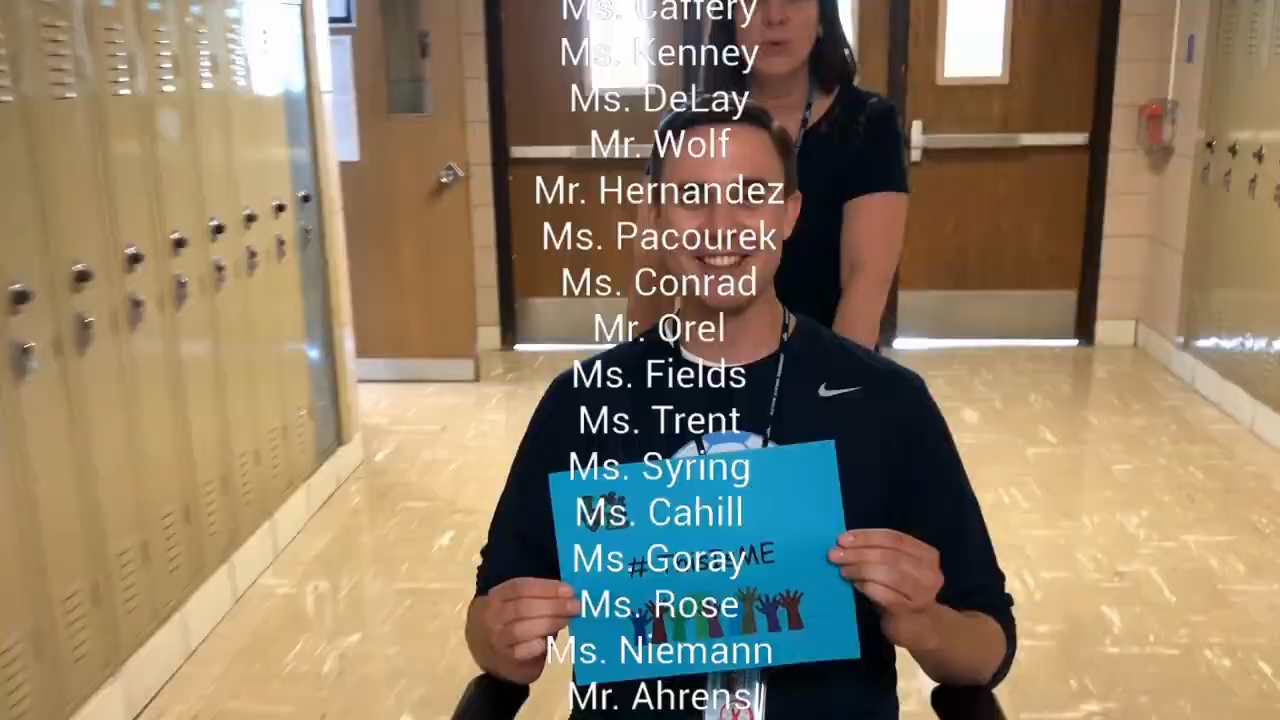 Ms. Caffery
Ms. Kenney
Ms. DeLay
Mr. Wolf
Mr. Hernandez
Ms. Pacourek
Ms. Conrad
Mr. Orel
Ms. Fields
Ms. Trent
Ms. Syring
Ms. Cahill
Ms. Goray
# ThisIsME
Ms. Rose
Ms. Niemann
Mr. Ahrens